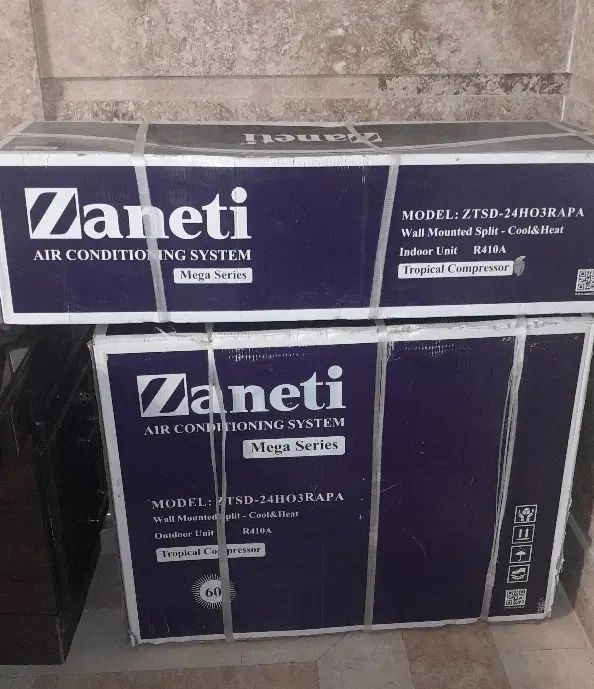 Zaneti
Zaneti
AIR CONDITIONING SYSTEM
Mega Series
MODEL: ZTSD-24HO3RAPA
Wall Mounted Split - Cool&Heat
Indoor Unit R410A
Tropical Compressor
Zaneti
AIR CONDITIONING SYSTEM
Mega Series
MODEL: ZTSD-24HO3RAPA
Wall Mounted Split - Cool&Heat
Outdoor Unit R410A
Tropical Compressor
60